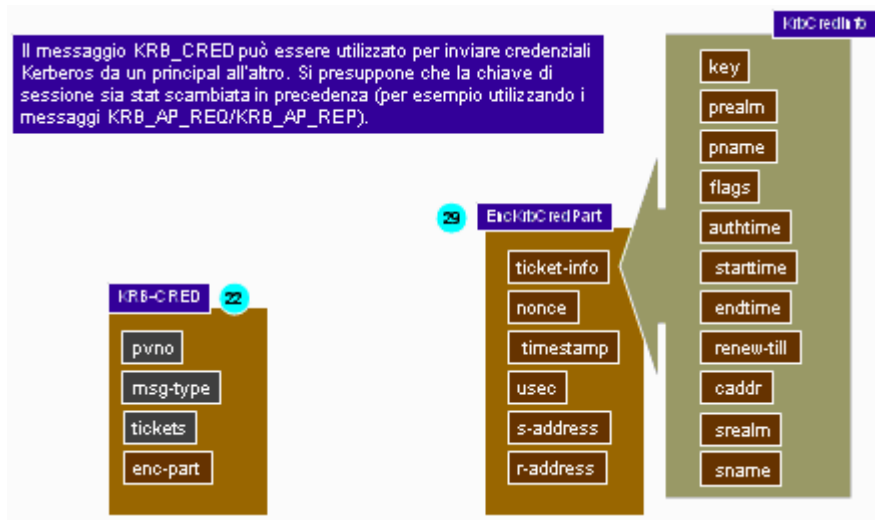 KrbCredInfo
Il messaggio KRB_CRED può essere utilizzato per inviare credenziali
Kerberos da un principal all'altro. Si presuppone che la chiave di
sessione sia stat scambiata in precedenza (per esempio utilizzando i
messaggi KRB_AP_REQ/KRB_AP_REP).
key
prealm
pname
flags
authtime
starttime
endtime
renew-till
caddr
srealm
sname
29
EncKrbCredPart
ticket-info
nonce
timestamp
usec
s-address
r-address
KRB-CRED
22
pvno
msg-type
tickets
enc-part